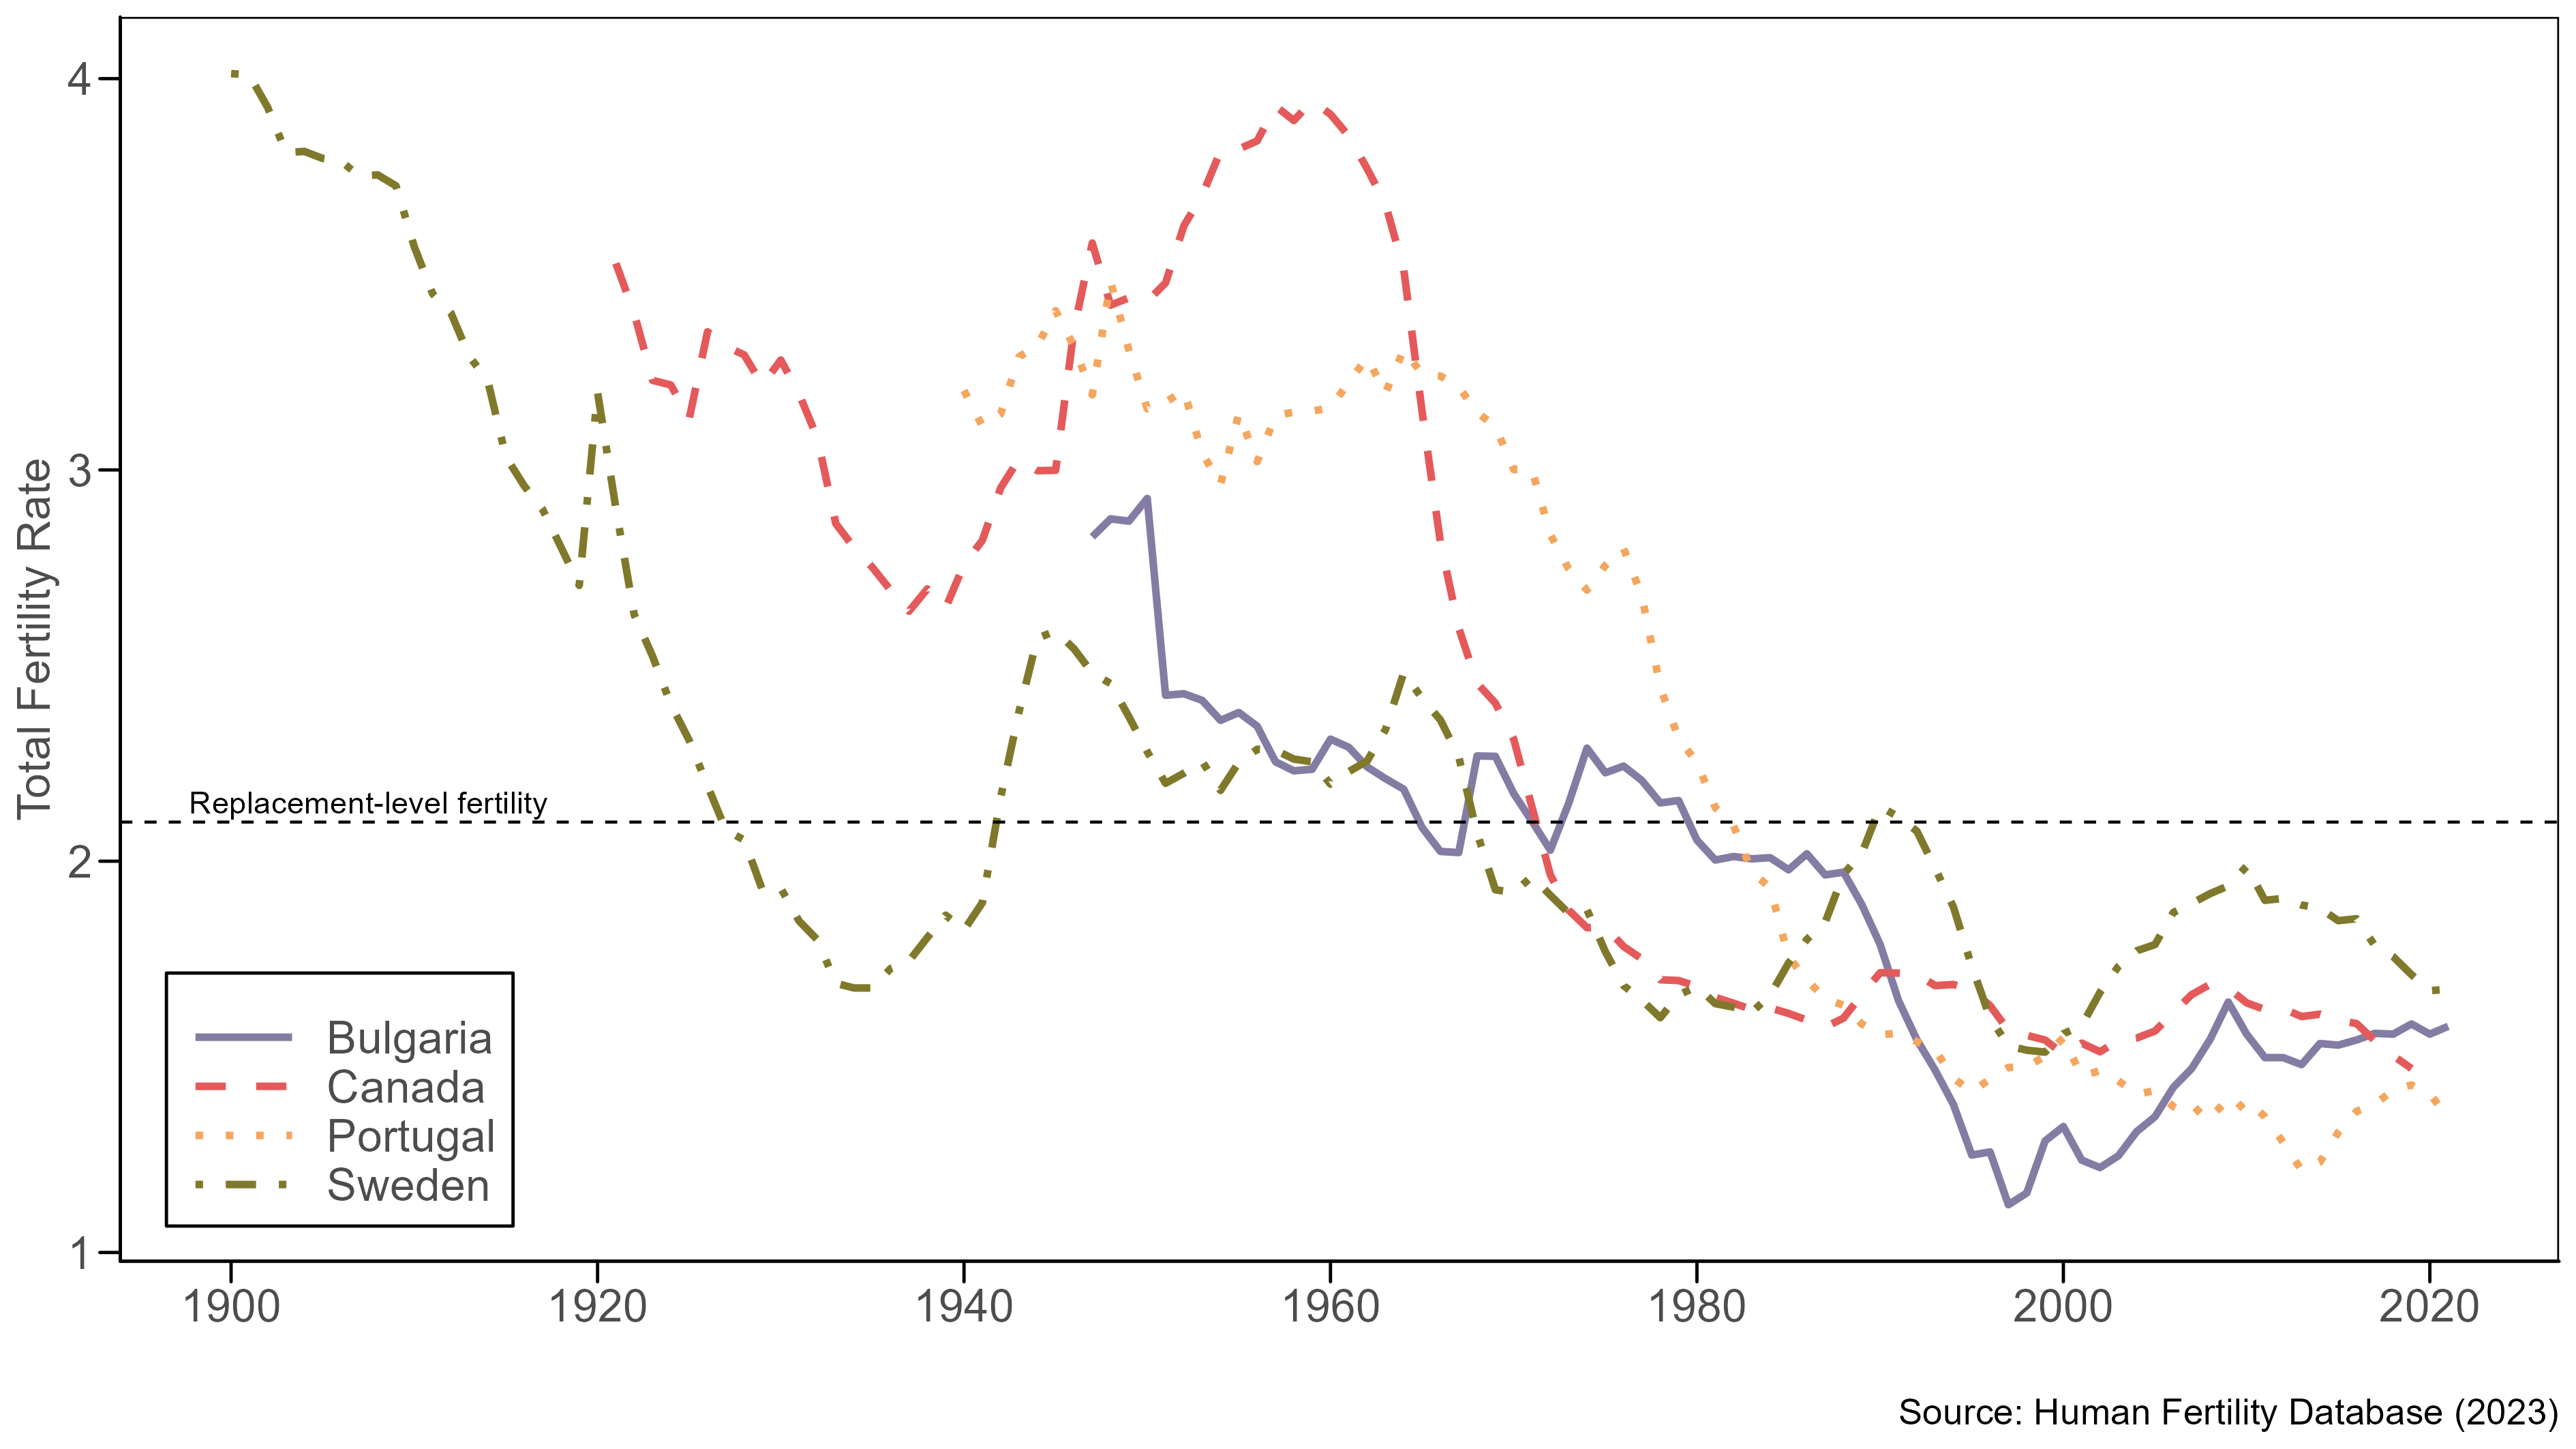 4
3
2
1
Total Fertility Rate
Replacement-level fertility
Bulgaria
Canada
Portugal
Sweden
1900 1920 1940 1960 1980 2000 2020
Source: Human Fertility Database (2023)